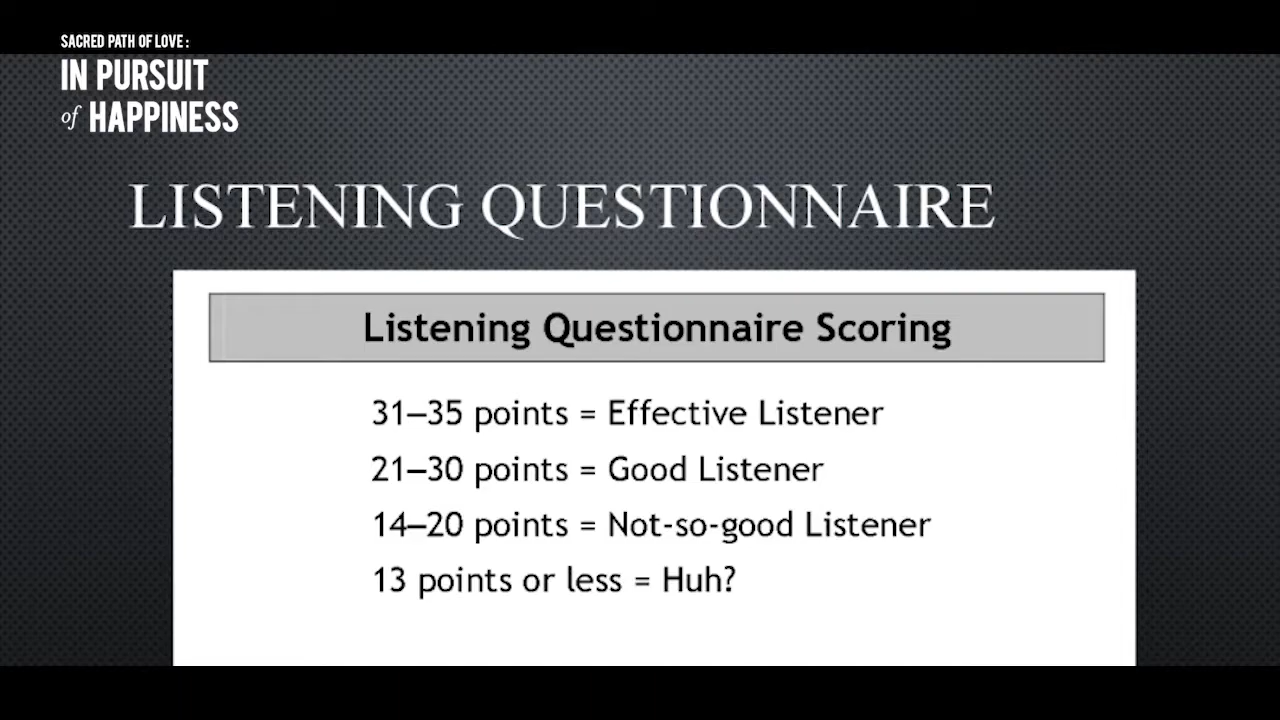 SACRED PATH OF LOVE :
IN PURSUIT
of HAPPINESS
LISTENING QUESTIONNAIRE
Listening Questionnaire Scoring
31–35 points = Effective Listener
21–30 points = Good Listener
14–20 points = Not-so-good Listener
13 points or less = Huh?